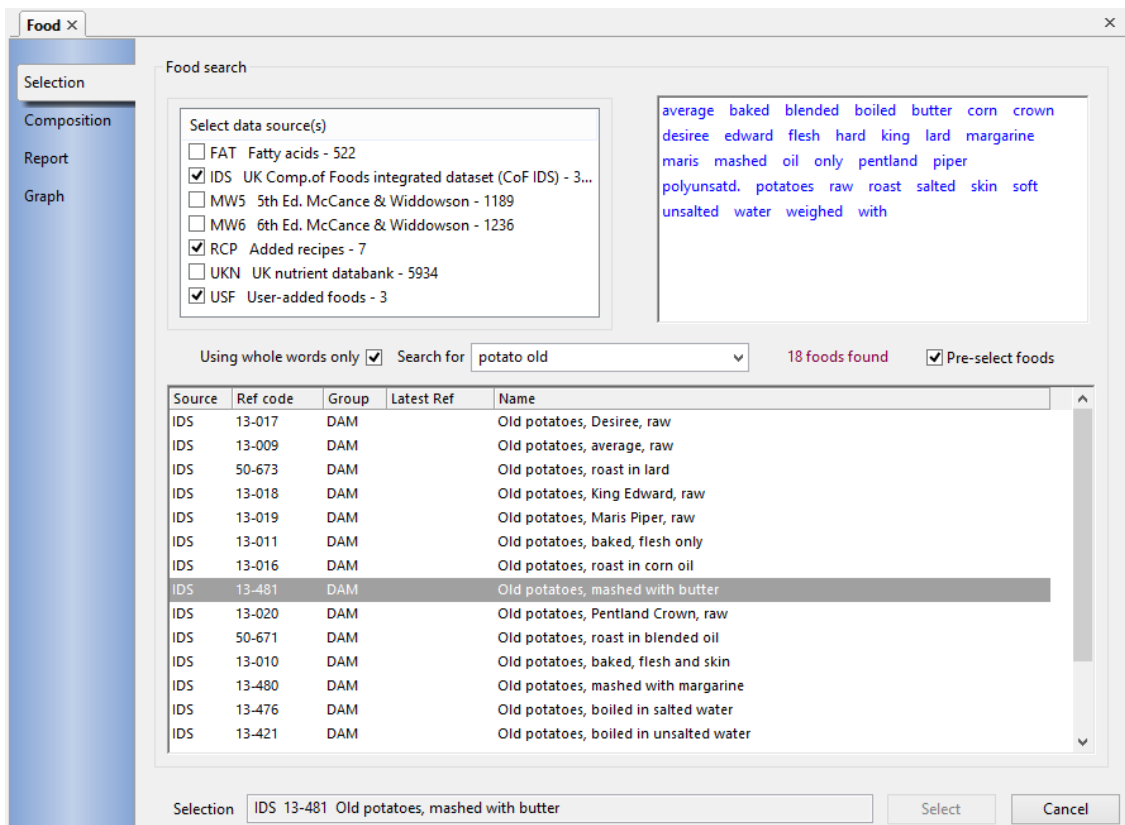 Food ×
×
Selection
Composition
Report
Graph
Food search
Select data source(s)
FAT Fatty acids - 522
IDS UK Comp.of Foods integrated dataset (CoF IDS) - 3...
MW5 5th Ed. McCance & Widdowson - 1189
MW6 6th Ed. McCance & Widdowson - 1236
RCP Added recipes - 7
UKN UK nutrient databank - 5934
USF User-added foods - 3
average baked blended boiled butter corn crown
desiree edward flesh hard king lard margarine
maris mashed oil only pentland piper
polyunsatd. potatoes raw roast salted skin soft
unsalted water weighed with
Using whole words only Search for potato old 18 foods found Pre-select foods
Source Ref code Group Latest Ref Name
IDS 13-017 DAM Old potatoes, Desiree, raw
IDS 13-009 DAM Old potatoes, average, raw
IDS 50-673 DAM Old potatoes, roast in lard
IDS 13-018 DAM Old potatoes, King Edward, raw
IDS 13-019 DAM Old potatoes, Maris Piper, raw
IDS 13-011 DAM Old potatoes, baked, flesh only
IDS 13-016 DAM Old potatoes, roast in corn oil
IDS 13-481 DAM Old potatoes, mashed with butter
IDS 13-020 DAM Old potatoes, Pentland Crown, raw
IDS 50-671 DAM Old potatoes, roast in blended oil
IDS 13-010 DAM Old potatoes, baked, flesh and skin
IDS 13-480 DAM Old potatoes, mashed with margarine
IDS 13-476 DAM Old potatoes, boiled in salted water
IDS 13-421 DAM Old potatoes, boiled in unsalted water
Selection IDS 13-481 Old potatoes, mashed with butter Select Cancel